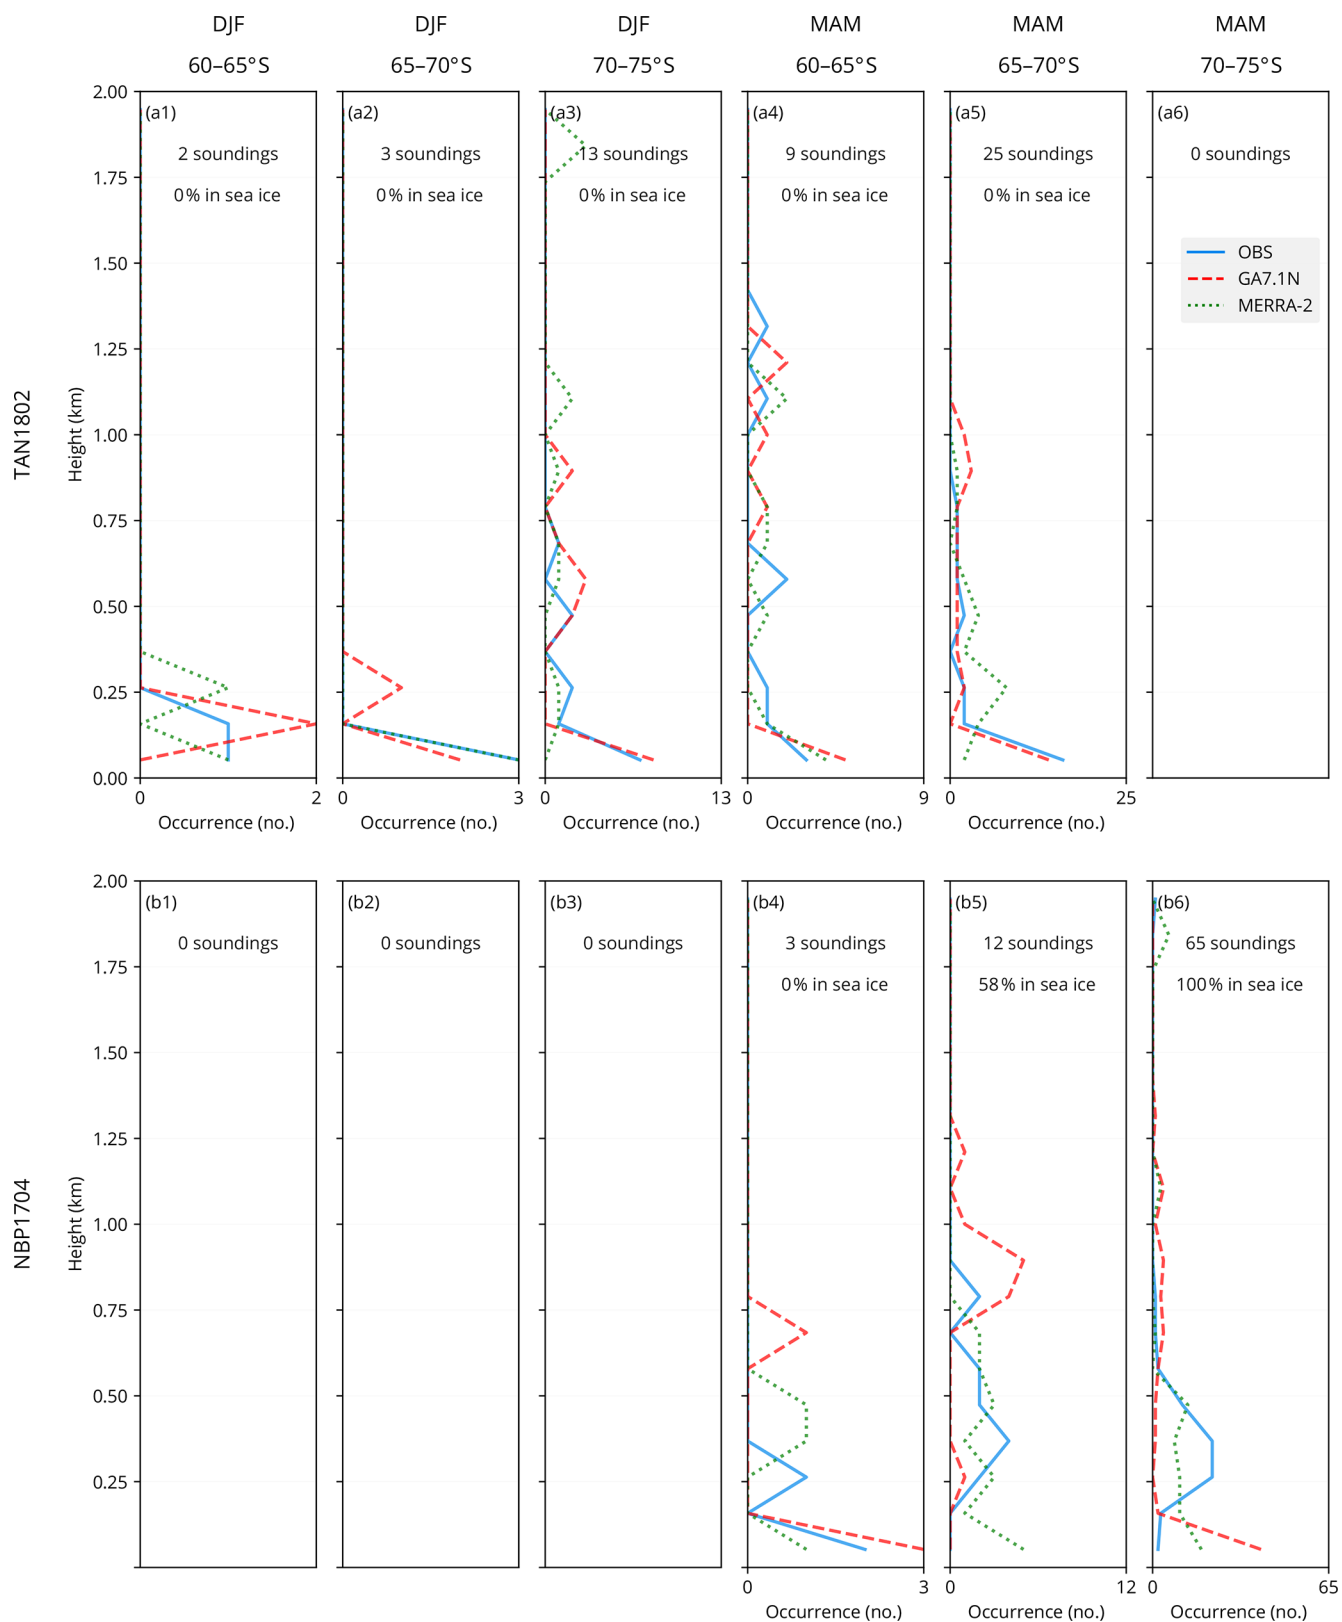 DJF DJF DJF MAM MAM MAM
60–65°S 65–70°S 70–75°S 60–65°S 65–70°S 70–75°S
TAN1802
Height (km)
2.00
1.75
1.50
1.25
1.00
0.75
0.50
0.25
0.00
(a1)
2 soundings
0% in sea ice
0 2
Occurrence (no.)
(a2)
3 soundings
0% in sea ice
0 3
Occurrence (no.)
(a3)
13 soundings
0% in sea ice
0 13
Occurrence (no.)
(a4)
9 soundings
0% in sea ice
0 9
Occurrence (no.)
(a5)
25 soundings
0% in sea ice
0 25
Occurrence (no.)
(a6)
0 soundings
OBS
GA7.1N
MERRA-2
NBP1704
Height (km)
2.00
1.75
1.50
1.25
1.00
0.75
0.50
0.25
(b1)
0 soundings
(b2)
0 soundings
(b3)
0 soundings
(b4)
3 soundings
0% in sea ice
0 3
Occurrence (no.)
(b5)
12 soundings
58% in sea ice
0 12
Occurrence (no.)
(b6)
65 soundings
100% in sea ice
0 65
Occurrence (no.)